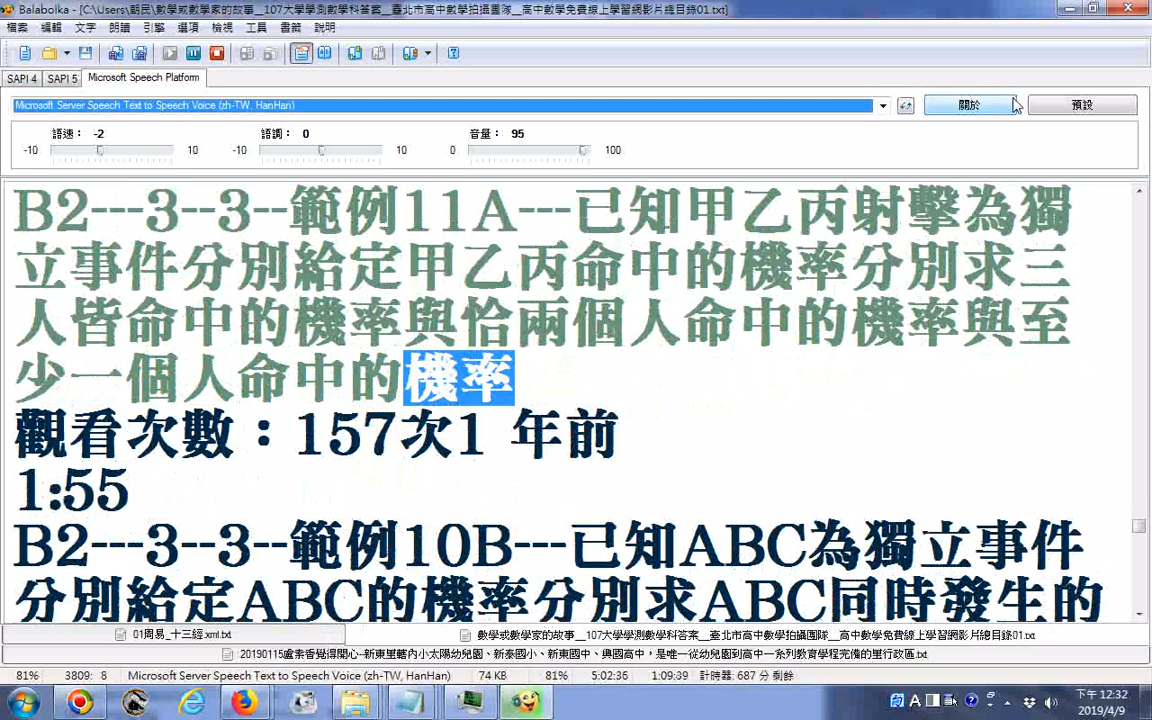 Balabolka - [C:\Users\朝民\數學或數學家的故事__107大學學測數學科答案__臺北市高中數學拍攝團隊__高中數學免費線上學習網影片總目錄01.txt]
檔案 編輯 文字 朗讀 引擎 選項 檢視 工具 書籤 說明
SAPI 4 SAPI 5 Microsoft Speech Platform
Microsoft Server Speech Text to Speech Voice (zh-TW, HanHan)
關於 預設
語速： -2 語調： 0 音量： 95
-10 10 -10 10 0 100
B2---3--3--範例11A---已知甲乙丙射擊為獨
立事件分別給定甲乙丙命中的機率分別求三
人皆命中的機率與恰兩個人命中的機率與至
少一個人命中的機率
觀看次數：157次1 年前
1:55
B2---3--3--範例10B---已知ABC為獨立事件
分別給定ABC的機率分別求ABC同時發生的
01周易_十三經.xml.txt
數學或數學家的故事__107大學學測數學科答案__臺北市高中數學拍攝團隊__高中數學免費線上學習網影片總目錄01.txt
20190115盧素香覺得開心--新東里轄內小太陽幼兒園、新泰國小、新東國中、興國高中，是唯一從幼兒園到高中一系列教育學程完備的里行政區.txt
81% 3809: 8 Microsoft Server Speech Text to Speech Voice (zh-TW, HanHan) 74 KB 81% 5:02:36 1:09:39 計時器: 687 分 剩餘
下午 12:32
2019/4/9